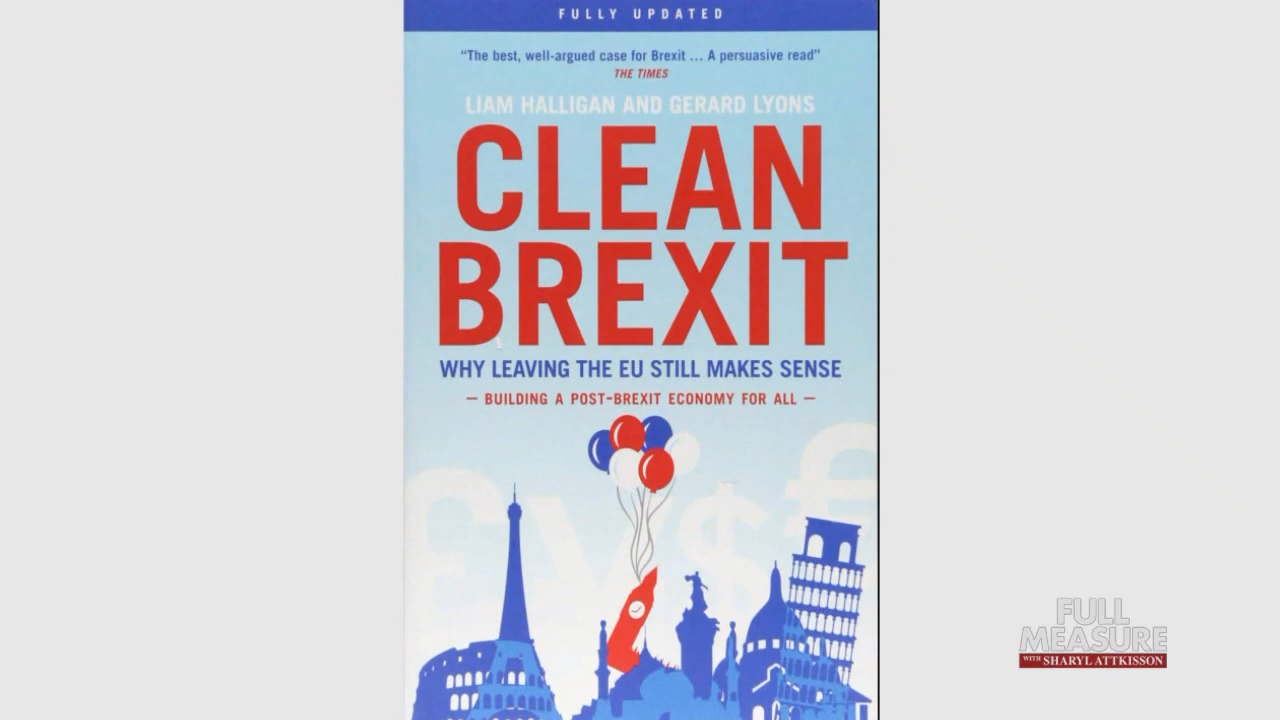 FULLY UPDATED
“The best, well-argued case for Brexit ... A persuasive read”
THE TIMES
LIAM HALLIGAN AND GERARD LYONS
CLEAN
BREXIT
WHY LEAVING THE EU STILL MAKES SENSE
– BUILDING A POST-BREXIT ECONOMY FOR ALL –
£ ¥ $ €
FULL
MEASURE
WITH SHARYL ATTKISSON